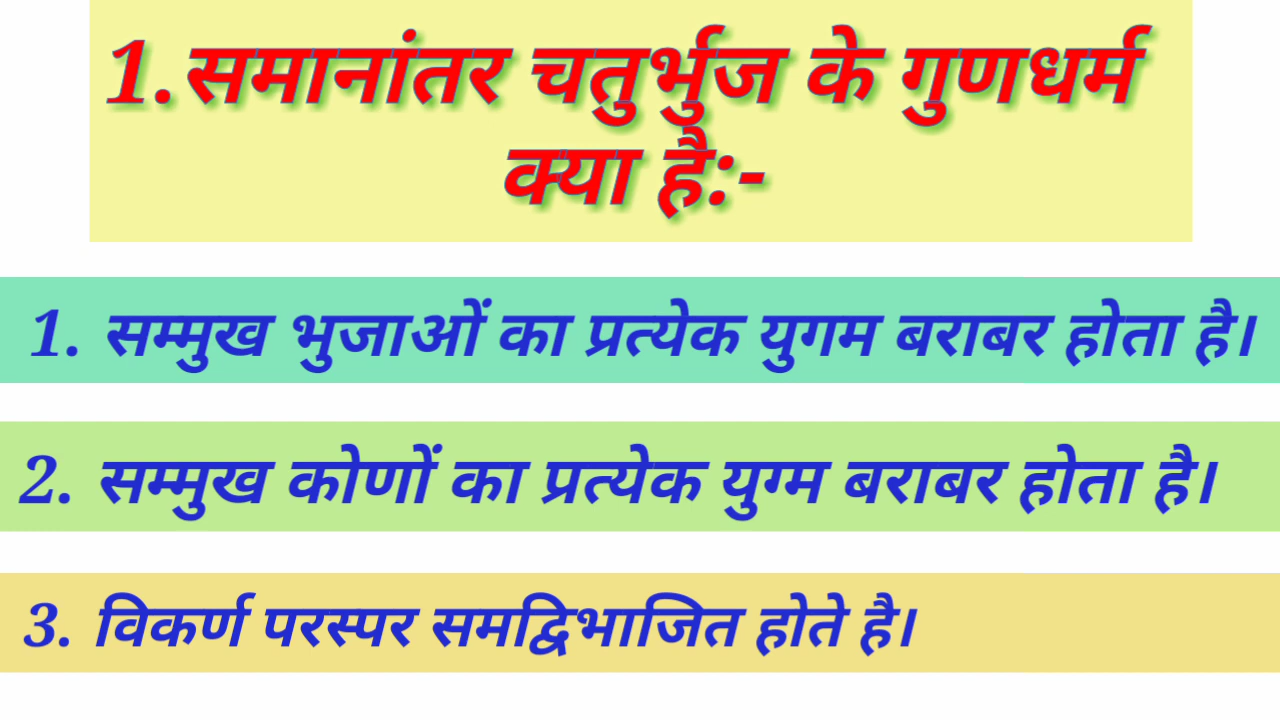 1.समानांतर चतुर्भुज के गुणधर्म
क्या है:-
1. सम्मुख भुजाओं का प्रत्येक युगम बराबर होता है।
2. सम्मुख कोणों का प्रत्येक युग्म बराबर होता है।
3. विकर्ण परस्पर समद्विभाजित होते है।